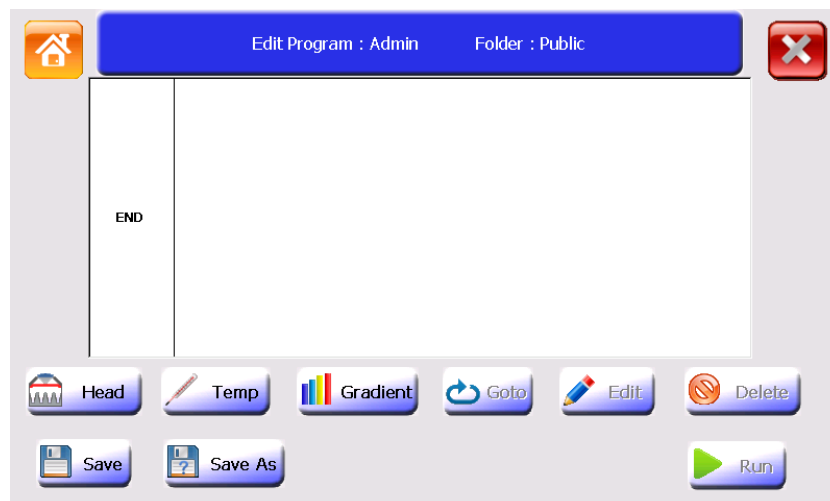 Edit Program : Admin Folder : Public
END
Head Temp Gradient Goto Edit Delete
Save Save As Run